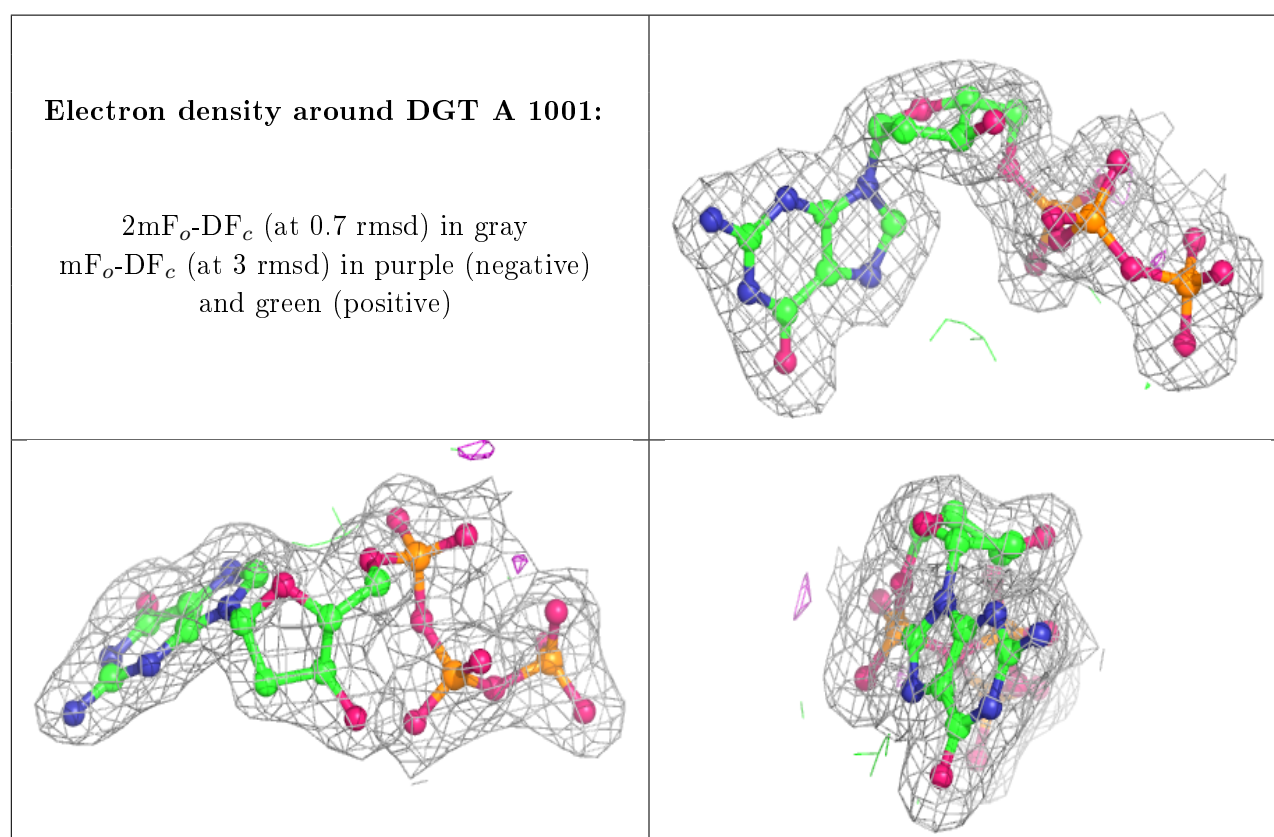 Electron density around DGT A 1001:
2mFo-DFc (at 0.7 rmsd) in gray
mFo-DFc (at 3 rmsd) in purple (negative)
and green (positive)